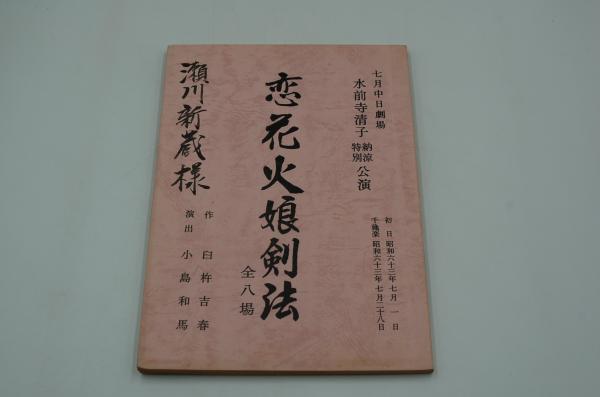 七月中日劇場
水前寺清子 納涼特別 公演
初日 昭和六十三年七月一日
千穐楽 昭和六十三年七月二十八日
恋花火娘剣法
全八場
作 臼杵吉春
演出 小島和馬
瀬川新蔵様